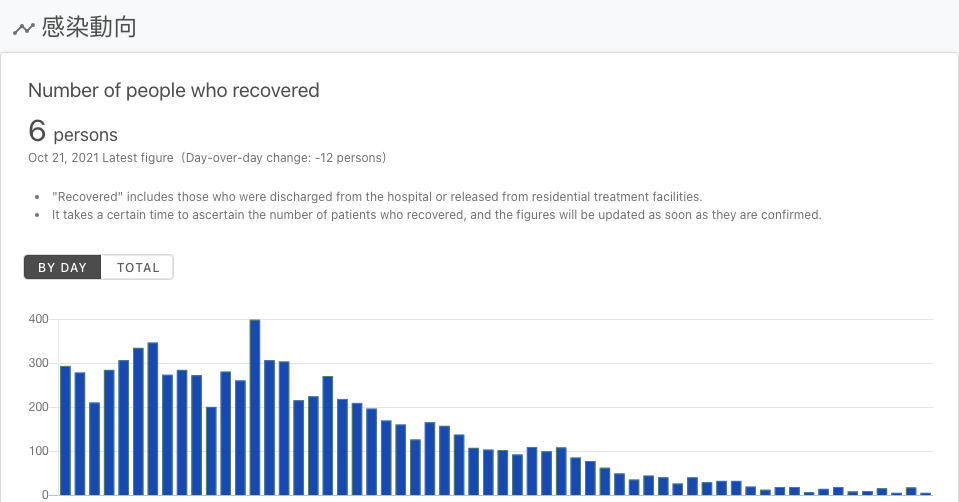 感染動向
Number of people who recovered
6 persons
Oct 21, 2021 Latest figure (Day-over-day change: -12 persons)
• "Recovered" includes those who were discharged from the hospital or released from residential treatment facilities.
• It takes a certain time to ascertain the number of patients who recovered, and the figures will be updated as soon as they are confirmed.
BY DAY TOTAL
400
300
200
100
0